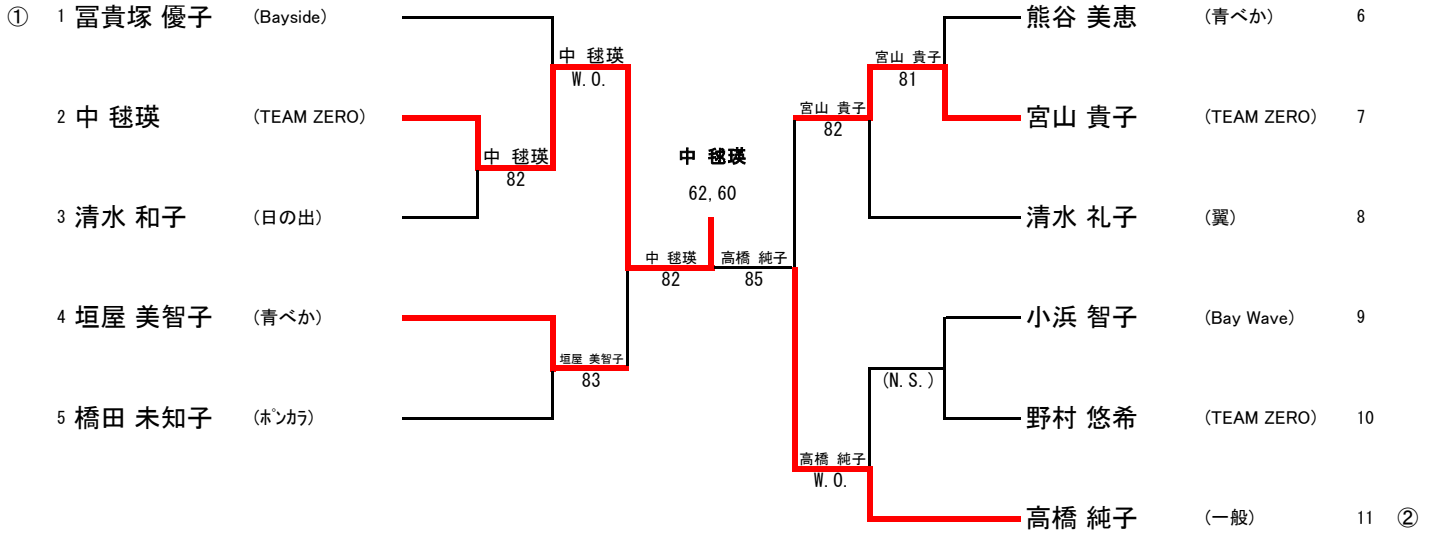 ① 1 冨貴塚 優子 (Bayside)
中 毬瑛
W.O.
2 中 毬瑛 (TEAM ZERO)
中 毬瑛
82
3 清水 和子 (日の出)
4 垣屋 美智子 (青べか)
垣屋 美智子
83
5 橋田 未知子 (ポンカラ)
中 毬瑛
62,60
中 毬瑛
82
高橋 純子
85
熊谷 美恵 (青べか) 6
宮山 貴子
81
宮山 貴子
82
宮山 貴子 (TEAM ZERO) 7
清水 礼子 (翼) 8
小浜 智子 (Bay Wave) 9
(N.S.)
野村 悠希 (TEAM ZERO) 10
高橋 純子
W.O.
高橋 純子 (一般) 11 ②